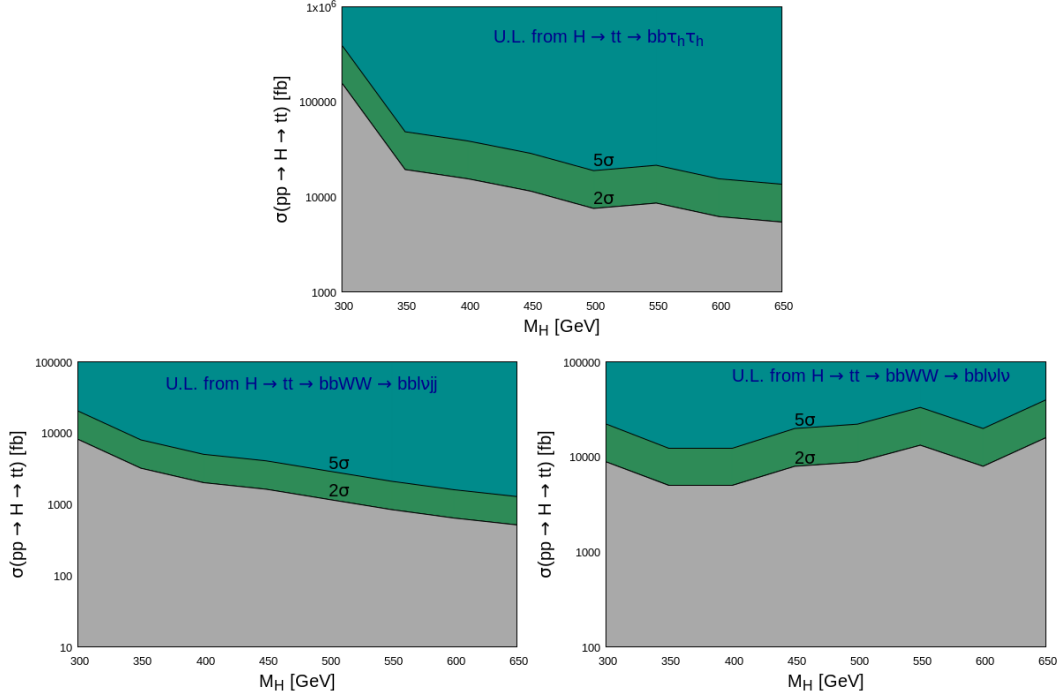 1x10⁶
U.L. from H → tt → bbτₕτₕ
100000
σ(pp → H → tt) [fb]
5σ
10000
2σ
1000
300 350 400 450 500 550 600 650
M_H [GeV]
100000
U.L. from H → tt → bbWW → bblνjj
10000
σ(pp → H → tt) [fb]
5σ
1000
2σ
100
10
300 350 400 450 500 550 600 650
M_H [GeV]
100000
U.L. from H → tt → bbWW → bblνlν
5σ
10000
2σ
σ(pp → H → tt) [fb]
1000
100
300 350 400 450 500 550 600 650
M_H [GeV]